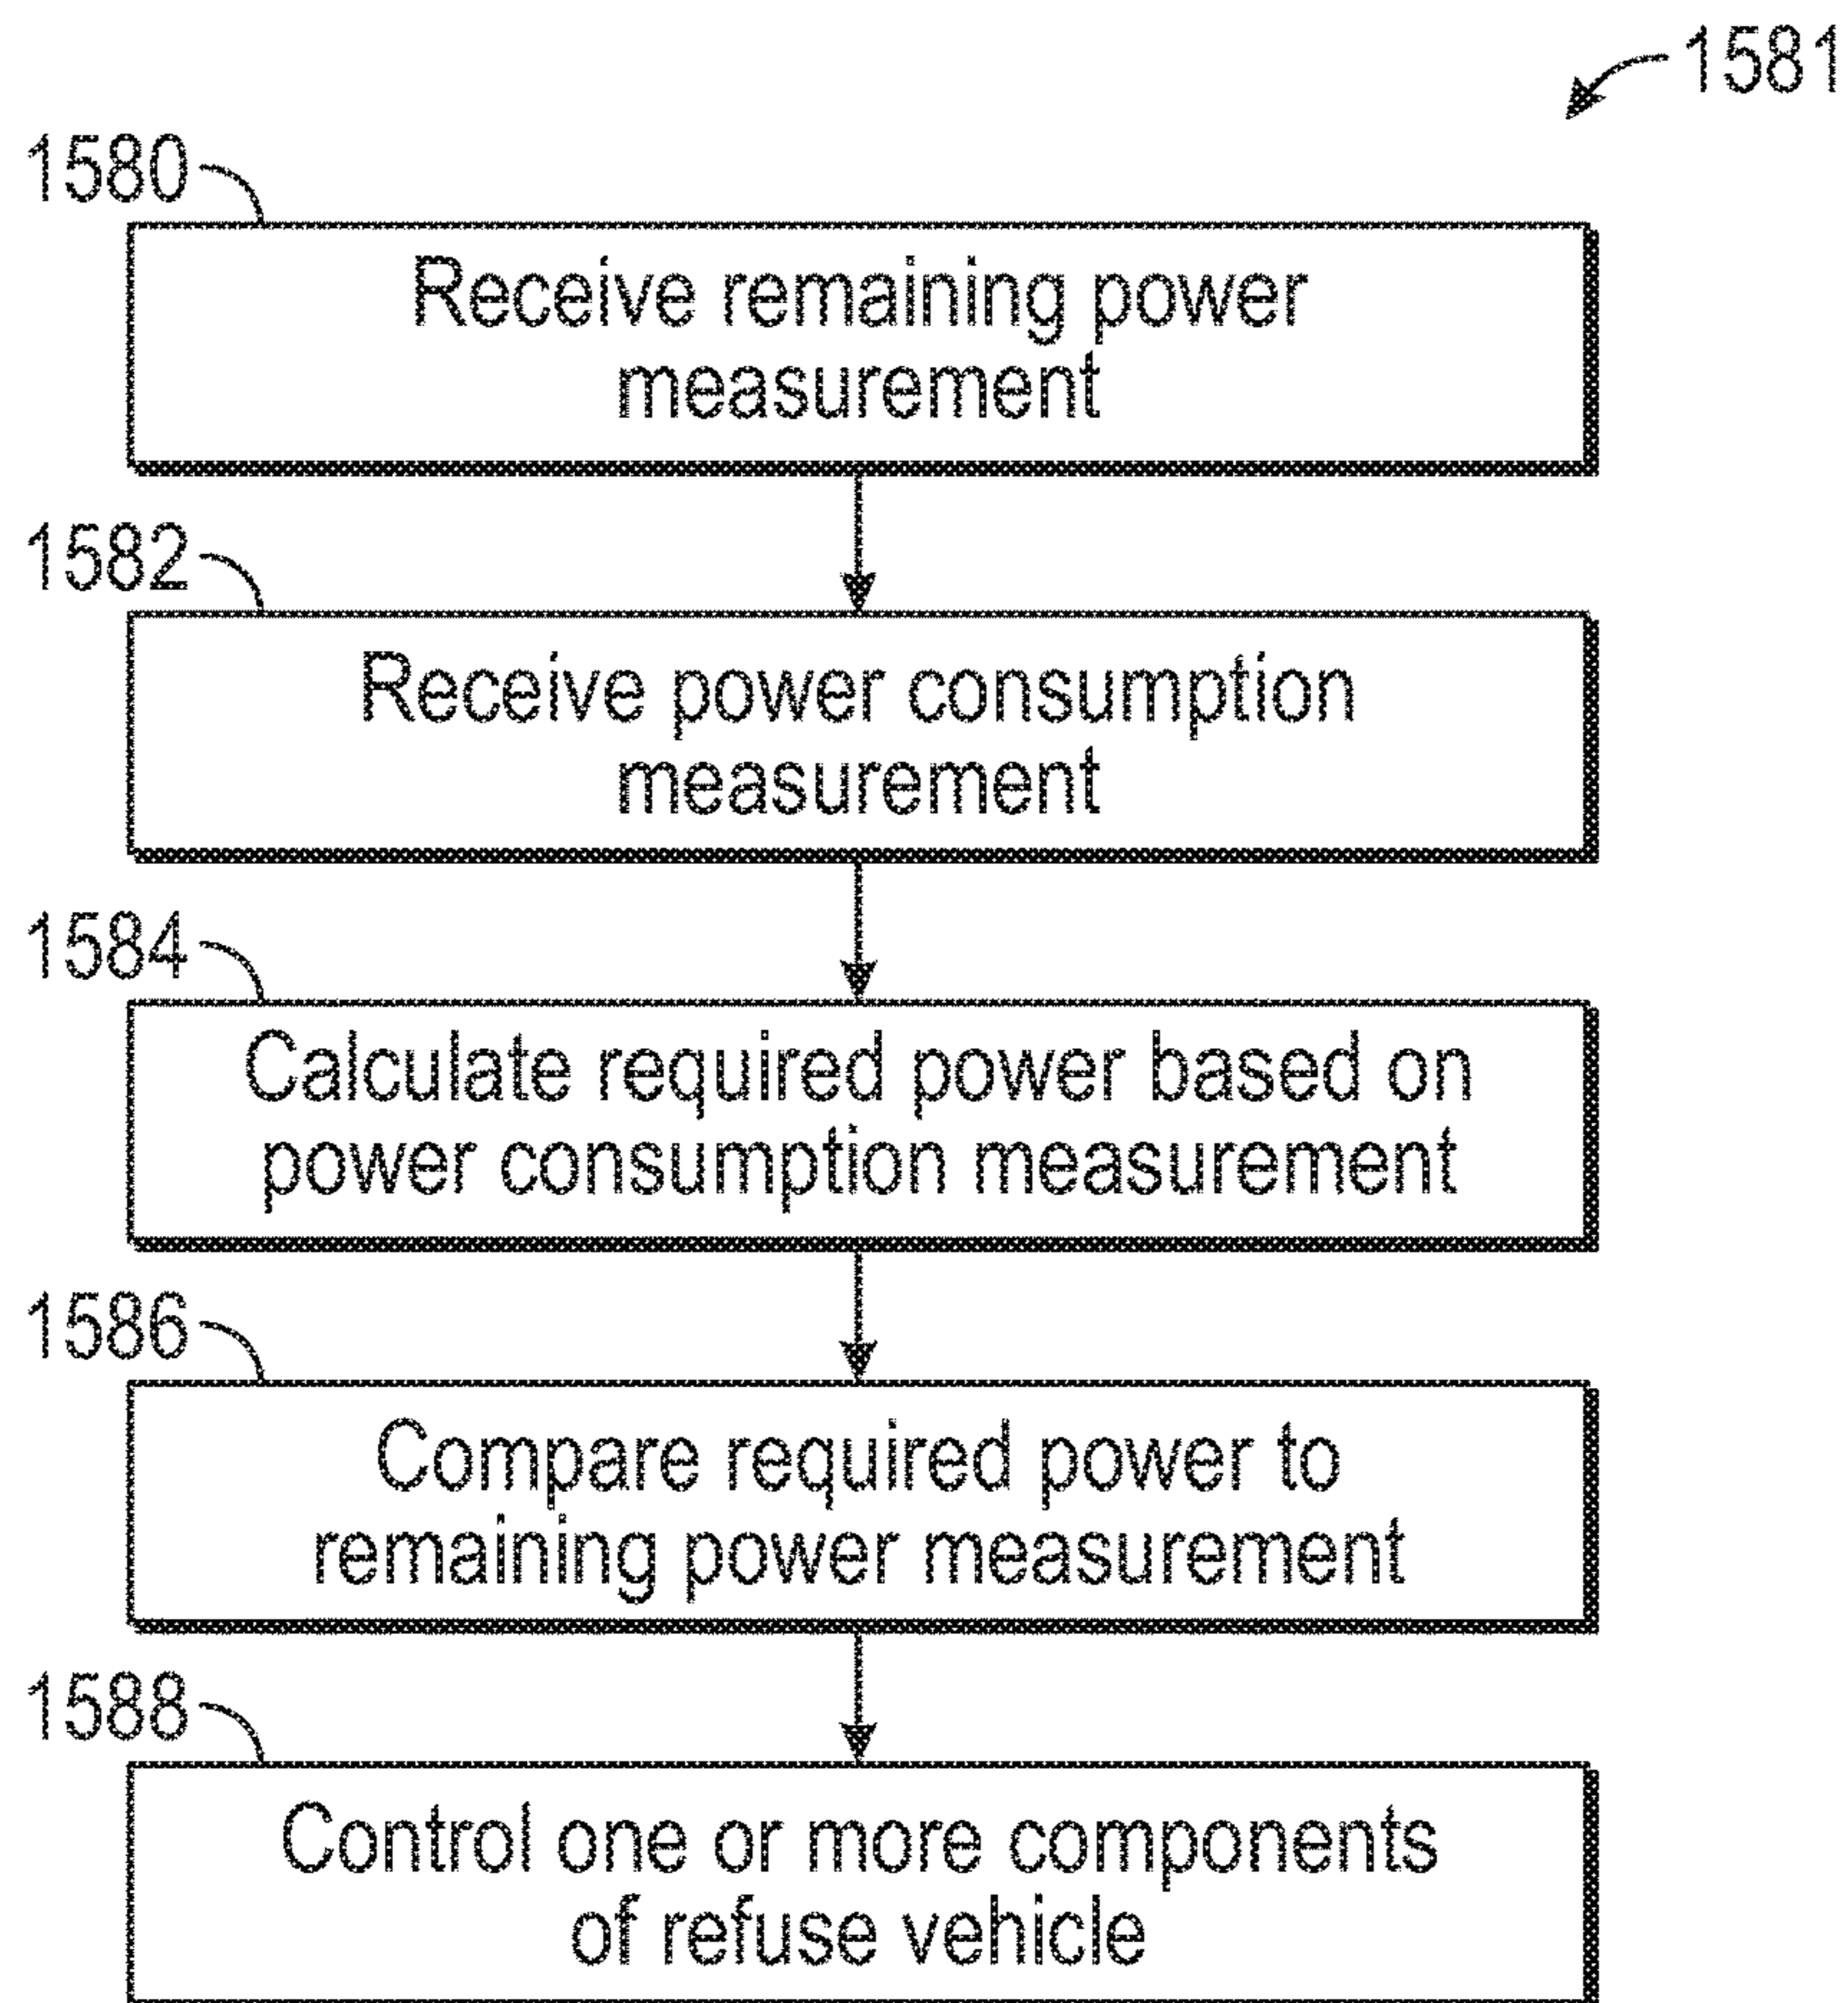 1581
1580
Receive remaining power
measurement
1582
Receive power consumption
measurement
1584
Calculate required power based on
power consumption measurement
1586
Compare required power to
remaining power measurement
1588
Control one or more components
of refuse vehicle